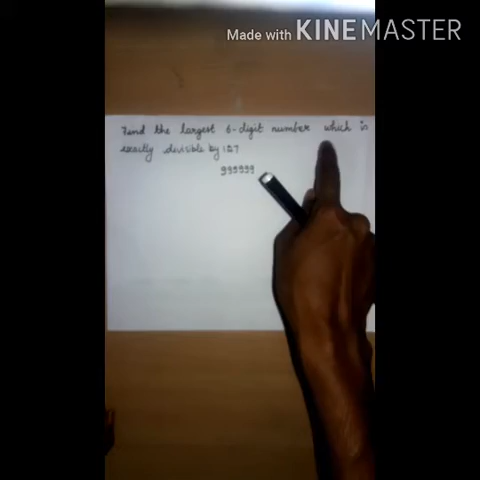 Made with KINEMASTER
Find the largest 6-digit number which is
exactly divisible by 127
999999